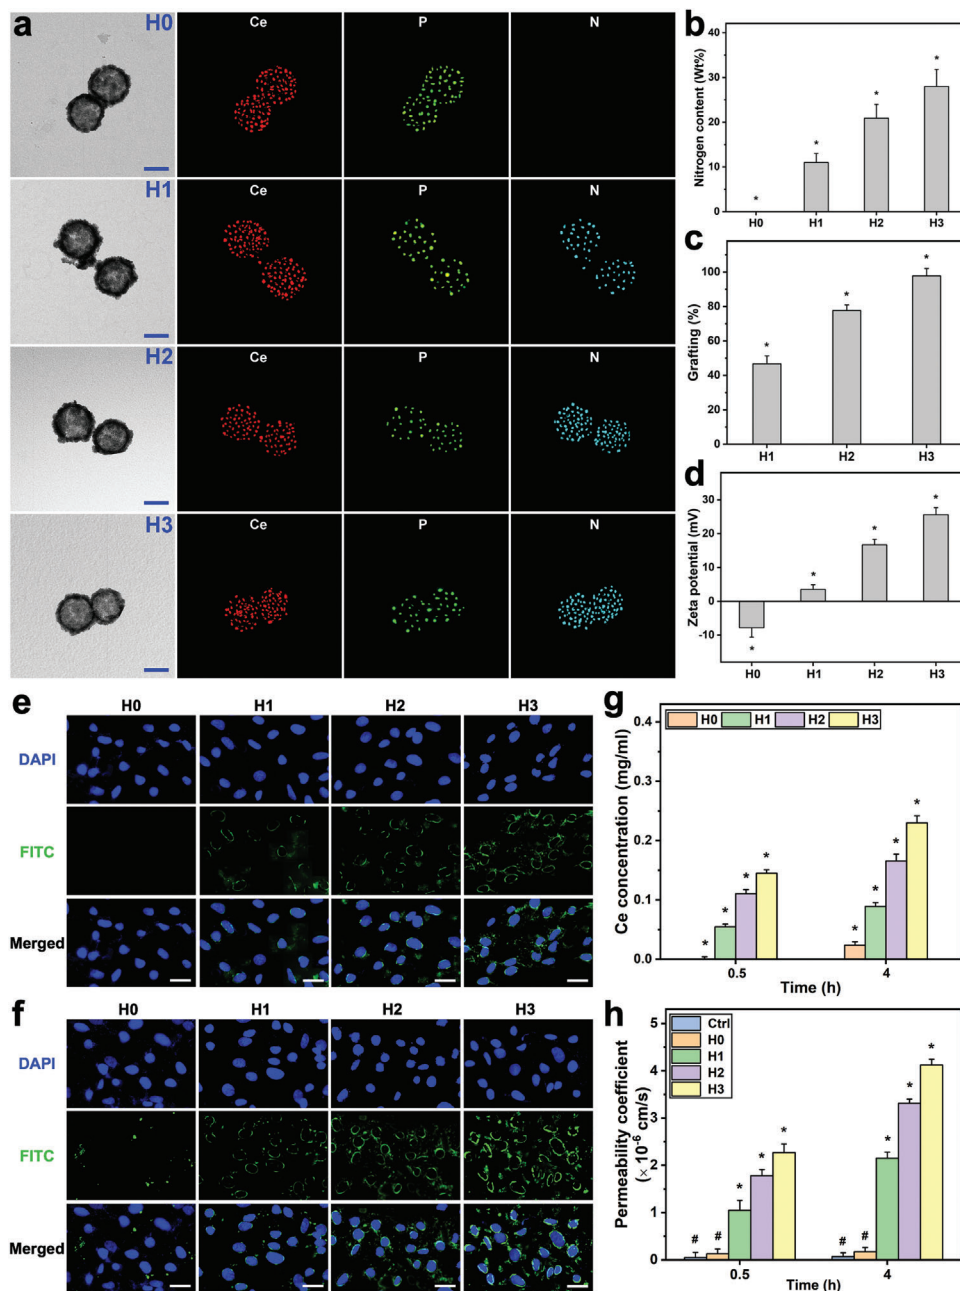 a
H0
Ce
P
N
H1
Ce
P
N
H2
Ce
P
N
H3
Ce
P
N
b
Nitrogen content (Wt%)
40
30
20
10
0
*
*
*
*
H0 H1 H2 H3
c
Grafting (%)
100
80
60
40
20
0
*
*
*
H1 H2 H3
d
Zeta potential (mV)
30
20
10
0
-10
*
*
*
*
H0 H1 H2 H3
e
H0 H1 H2 H3
DAPI
FITC
Merged
f
H0 H1 H2 H3
DAPI
FITC
Merged
g
Ce concentration (mg/ml)
0.4
0.3
0.2
0.1
0.0
H0 H1 H2 H3
* * * *
* * * *
0.5 4
Time (h)
h
Permeability coefficient
(× 10-6 cm/s)
5
4
3
2
1
0
Ctrl
H0
H1
H2
H3
# # * * *
# # * * *
0.5 4
Time (h)